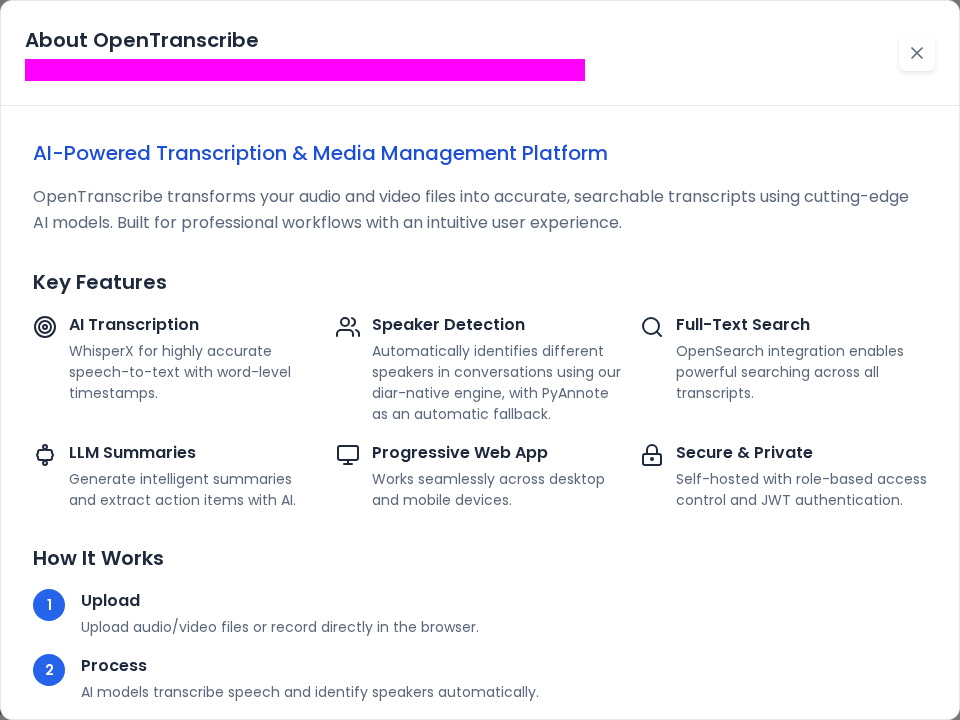 About OpenTranscribe
AI-Powered Transcription & Media Management Platform
OpenTranscribe transforms your audio and video files into accurate, searchable transcripts using cutting-edge
AI models. Built for professional workflows with an intuitive user experience.
Key Features
AI Transcription
WhisperX for highly accurate
speech-to-text with word-level
timestamps.
Speaker Detection
Automatically identifies different
speakers in conversations using our
diar-native engine, with PyAnnote
as an automatic fallback.
Full-Text Search
OpenSearch integration enables
powerful searching across all
transcripts.
LLM Summaries
Generate intelligent summaries
and extract action items with AI.
Progressive Web App
Works seamlessly across desktop
and mobile devices.
Secure & Private
Self-hosted with role-based access
control and JWT authentication.
How It Works
1
Upload
Upload audio/video files or record directly in the browser.
2
Process
AI models transcribe speech and identify speakers automatically.